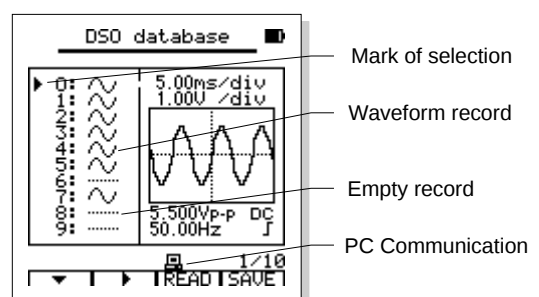 DSO database
0:
1:
2:
3:
4:
5:
6:
7:
8:
9:
5.00ms/div
1.00V /div
5.500Vp-p DC
50.00Hz
1/10
READ SAVE
Mark of selection
Waveform record
Empty record
PC Communication